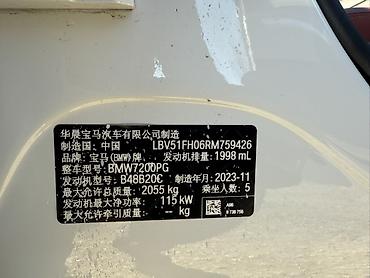 华晨宝马汽车有限公司制造
制造国：中国 LBV51FH06RM759426
品牌：宝马(BMW)牌 发动机排量：1998 mL
整车型号：BMW7200PG
发动机型号：B48B20C 制造年月：2023-11
最大允许总质量：2055 kg 乘坐人数：5
发动机最大净功率：115 kW
最大允许牵引质量：- kg